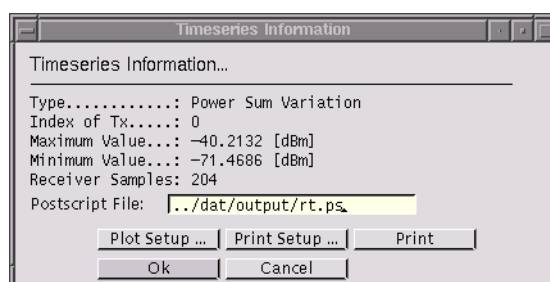 Timeseries Information
Timeseries Information...
Type............: Power Sum Variation
Index of Tx.....: 0
Maximum Value...: −40.2132 [dBm]
Minimum Value...: −71.4686 [dBm]
Receiver Samples: 204
Postscript File: ../dat/output/rt.ps
Plot Setup ... Print Setup ... Print
Ok Cancel